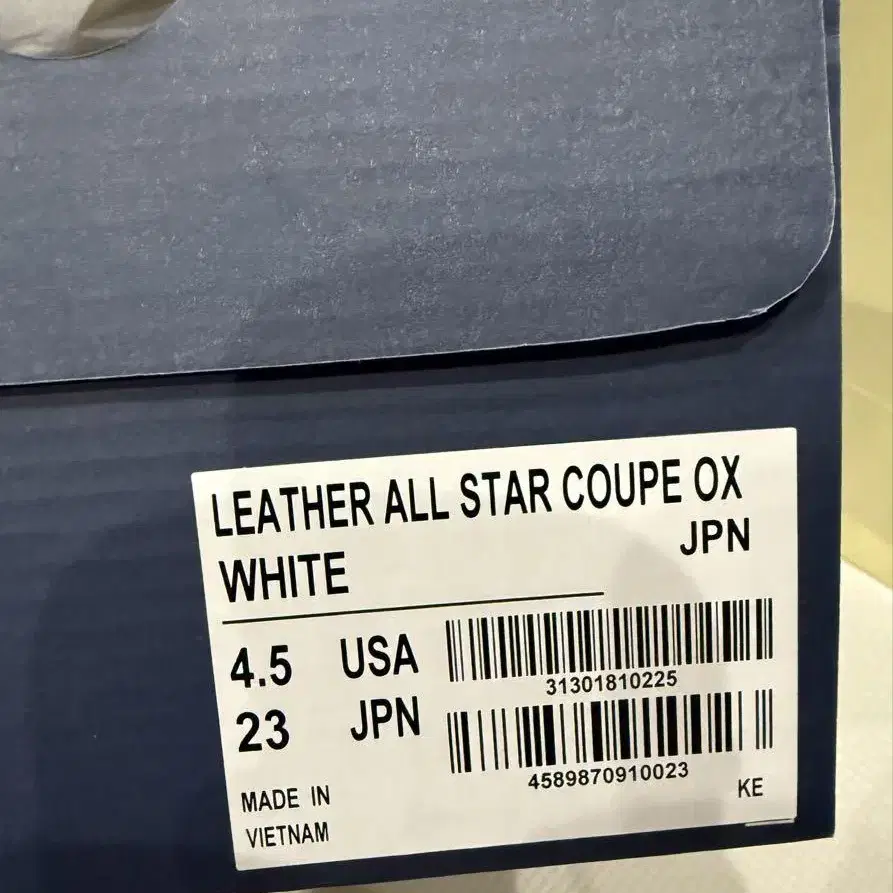 LEATHER ALL STAR COUPE OX
JPN
WHITE
4.5 USA
31301810225
23 JPN
4589870910023
MADE IN
VIETNAM
KE